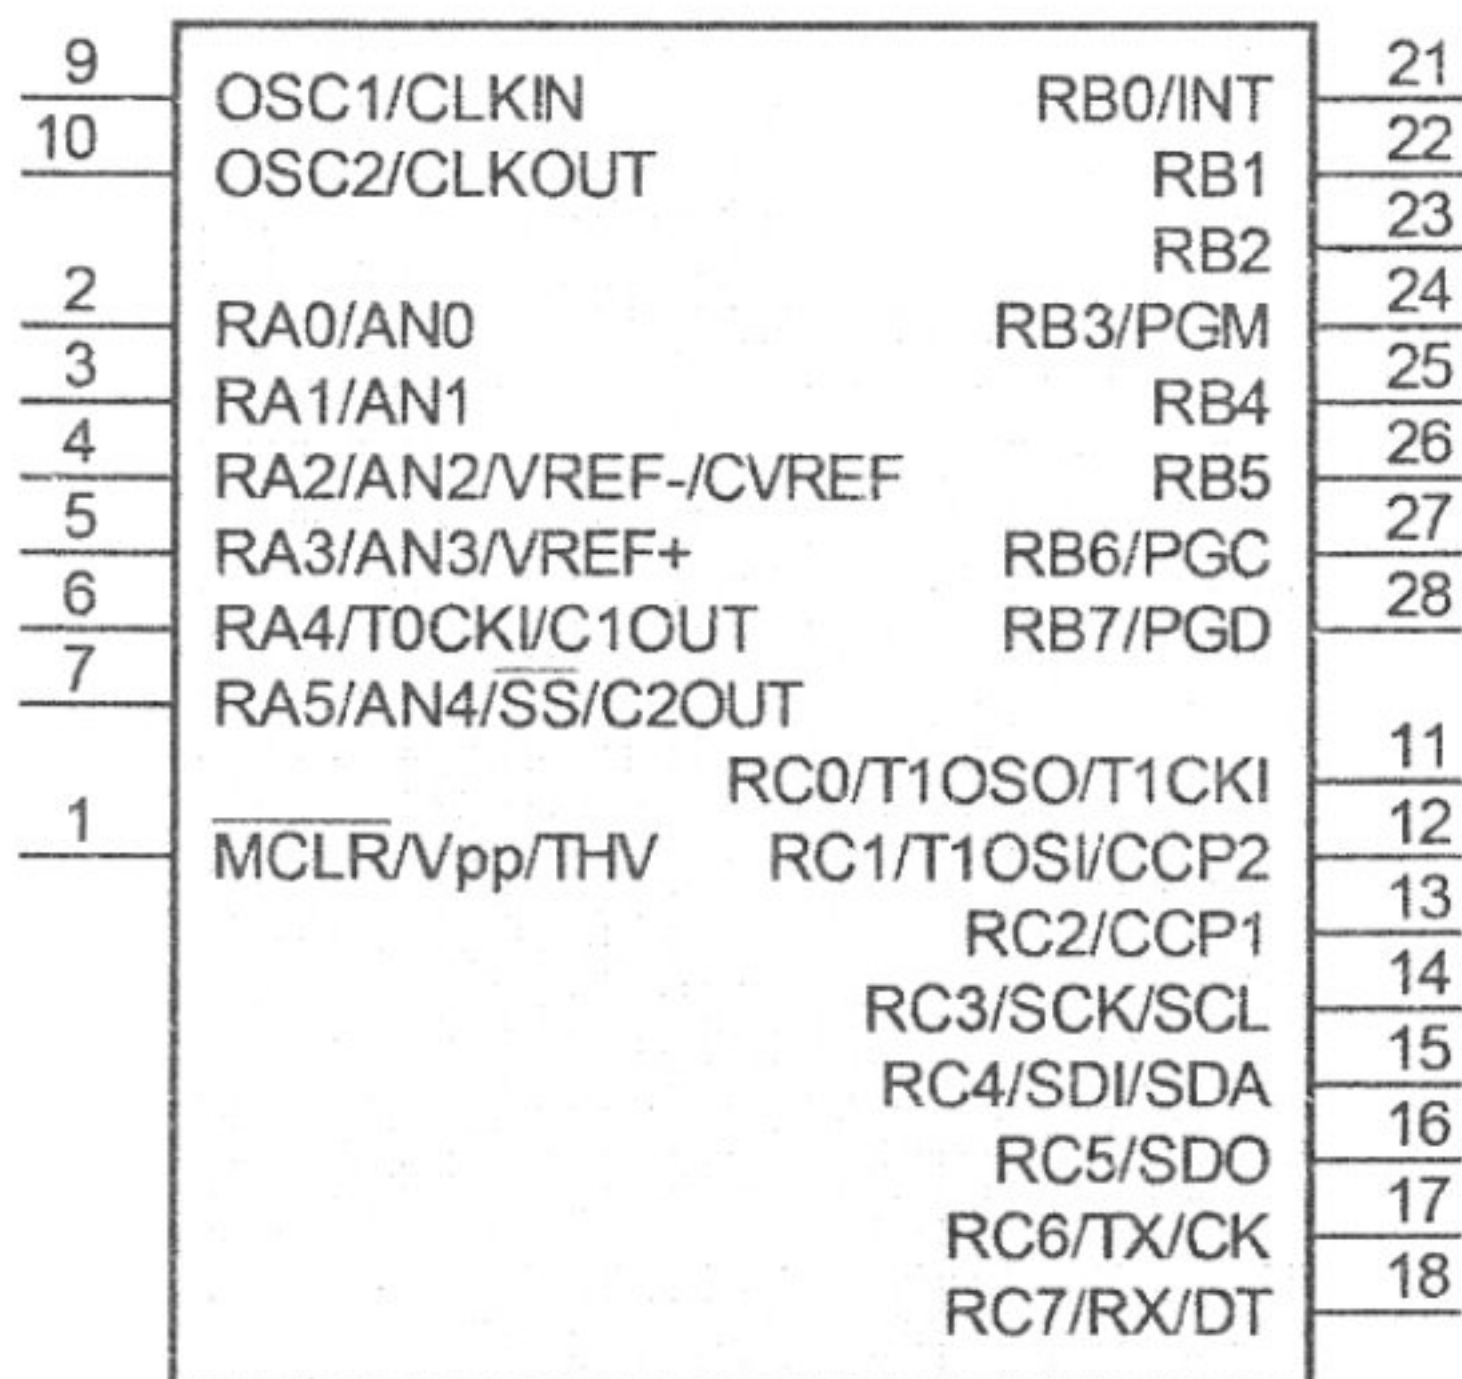 9 OSC1/CLKIN RB0/INT 21
10 OSC2/CLKOUT RB1 22
RB2 23
2 RA0/AN0 RB3/PGM 24
3 RA1/AN1 RB4 25
4 RA2/AN2/VREF-/CVREF RB5 26
5 RA3/AN3/VREF+ RB6/PGC 27
6 RA4/T0CKI/C1OUT RB7/PGD 28
7 RA5/AN4/S̅S̅/C2OUT
RC0/T1OSO/T1CKI 11
1 M̅C̅L̅R̅/Vpp/THV RC1/T1OSI/CCP2 12
RC2/CCP1 13
RC3/SCK/SCL 14
RC4/SDI/SDA 15
RC5/SDO 16
RC6/TX/CK 17
RC7/RX/DT 18